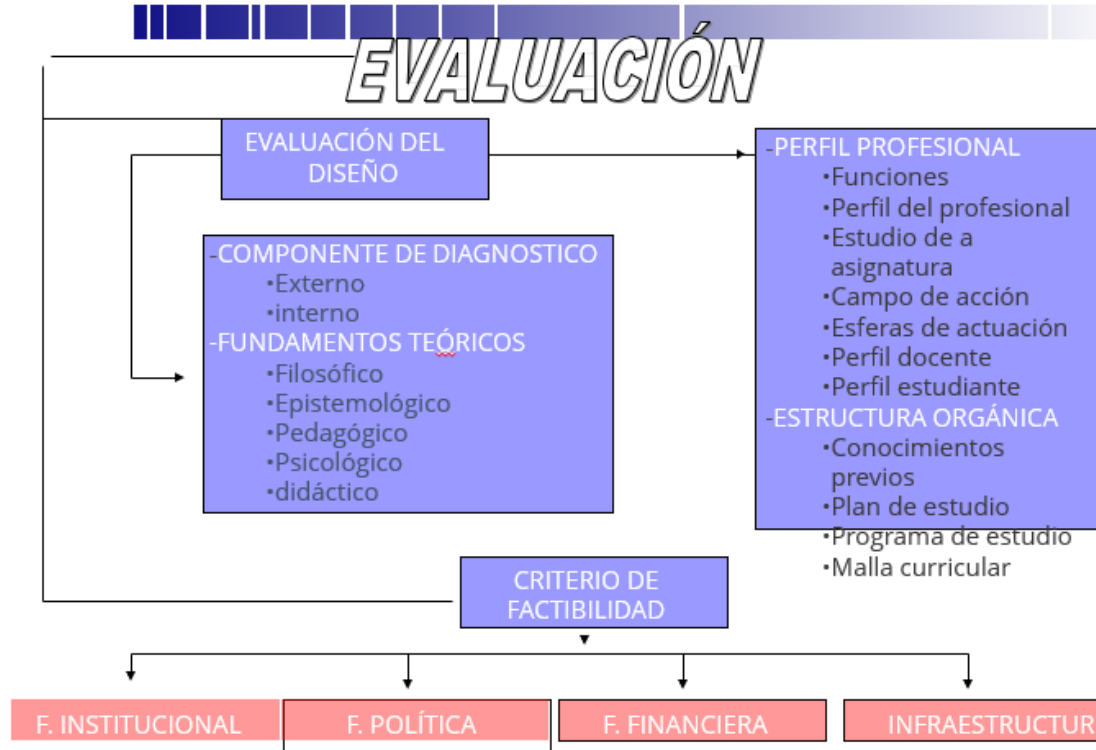 EVALUACIÓN
EVALUACIÓN DEL
DISEÑO
-COMPONENTE DE DIAGNOSTICO
•Externo
•interno
-FUNDAMENTOS TEÓRICOS
•Filosófico
•Epistemológico
•Pedagógico
•Psicológico
•didáctico
-PERFIL PROFESIONAL
•Funciones
•Perfil del profesional
•Estudio de a
asignatura
•Campo de acción
•Esferas de actuación
•Perfil docente
•Perfil estudiante
-ESTRUCTURA ORGÁNICA
•Conocimientos
previos
•Plan de estudio
•Programa de estudio
•Malla curricular
CRITERIO DE
FACTIBILIDAD
F. INSTITUCIONAL
F. POLÍTICA
F. FINANCIERA
INFRAESTRUCTUR